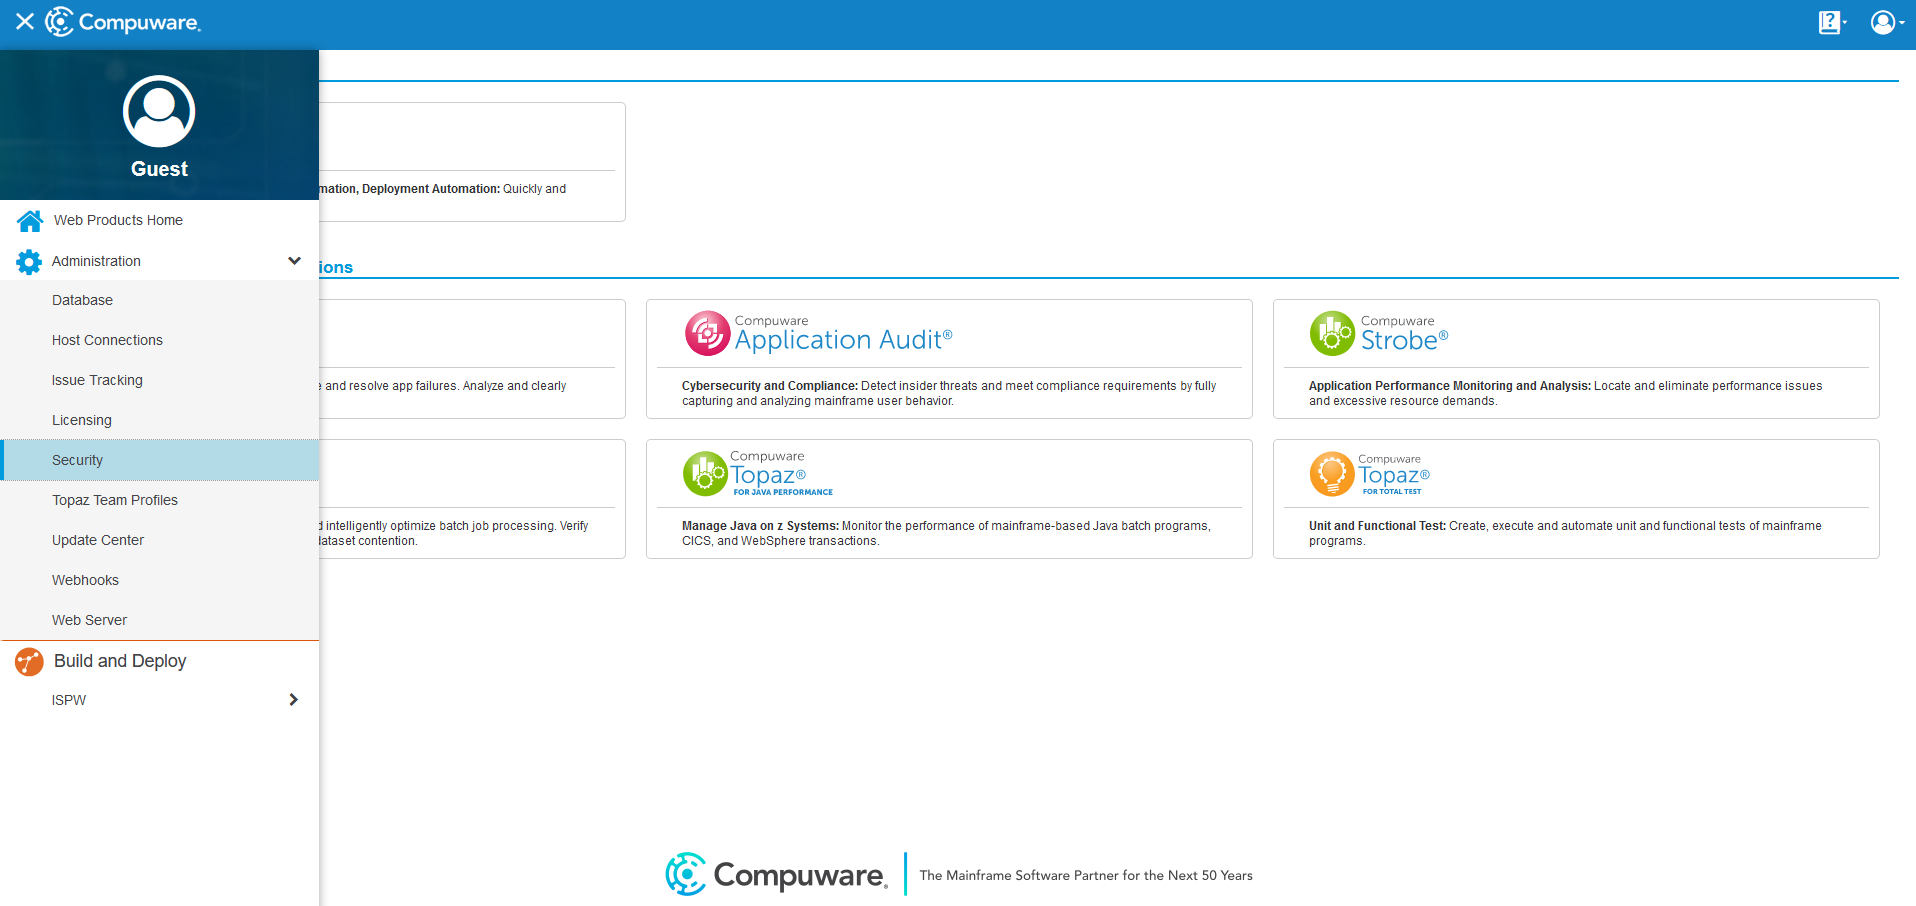 Compuware.
?
Guest
Web Products Home
Administration
Database
Host Connections
Issue Tracking
Licensing
Security
Topaz Team Profiles
Update Center
Webhooks
Web Server
Build and Deploy
ISPW
mation, Deployment Automation: Quickly and
ions
e and resolve app failures. Analyze and clearly
Compuware
Application Audit®
Cybersecurity and Compliance: Detect insider threats and meet compliance requirements by fully
capturing and analyzing mainframe user behavior.
Compuware
Strobe®
Application Performance Monitoring and Analysis: Locate and eliminate performance issues
and excessive resource demands.
d intelligently optimize batch job processing. Verify
dataset contention.
Compuware
Topaz®
FOR JAVA PERFORMANCE
Manage Java on z Systems: Monitor the performance of mainframe-based Java batch programs,
CICS, and WebSphere transactions.
Compuware
Topaz®
FOR TOTAL TEST
Unit and Functional Test: Create, execute and automate unit and functional tests of mainframe
programs.
Compuware®
The Mainframe Software Partner for the Next 50 Years